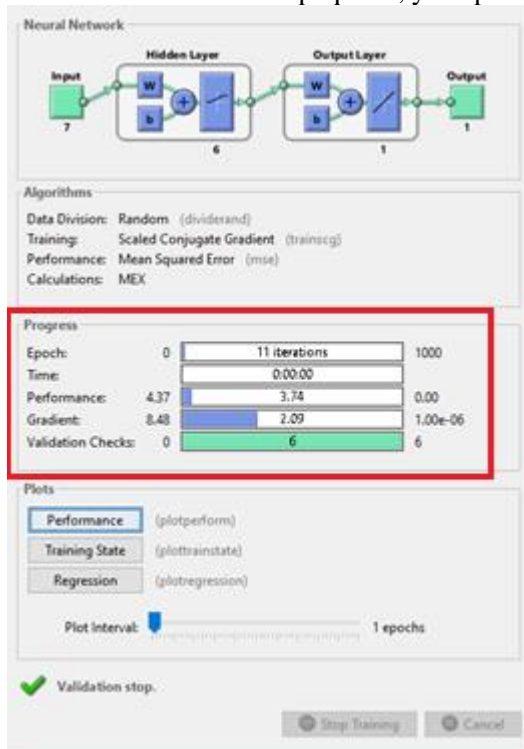 Neural Network
Hidden Layer
Output Layer
Input
Output
W
W
b
b
7
6
1
1
Algorithms
Data Division: Random (dividerand)
Training: Scaled Conjugate Gradient (trainscg)
Performance: Mean Squared Error (mse)
Calculations: MEX
Progress
Epoch: 0 11 iterations 1000
Time: 0:00:00
Performance: 4.37 3.74 0.00
Gradient: 8.48 2.09 1.00e-06
Validation Checks: 0 6 6
Plots
Performance (plotperform)
Training State (plottrainstate)
Regression (plotregression)
Plot Interval: 1 epochs
Validation stop.
Stop Training Cancel